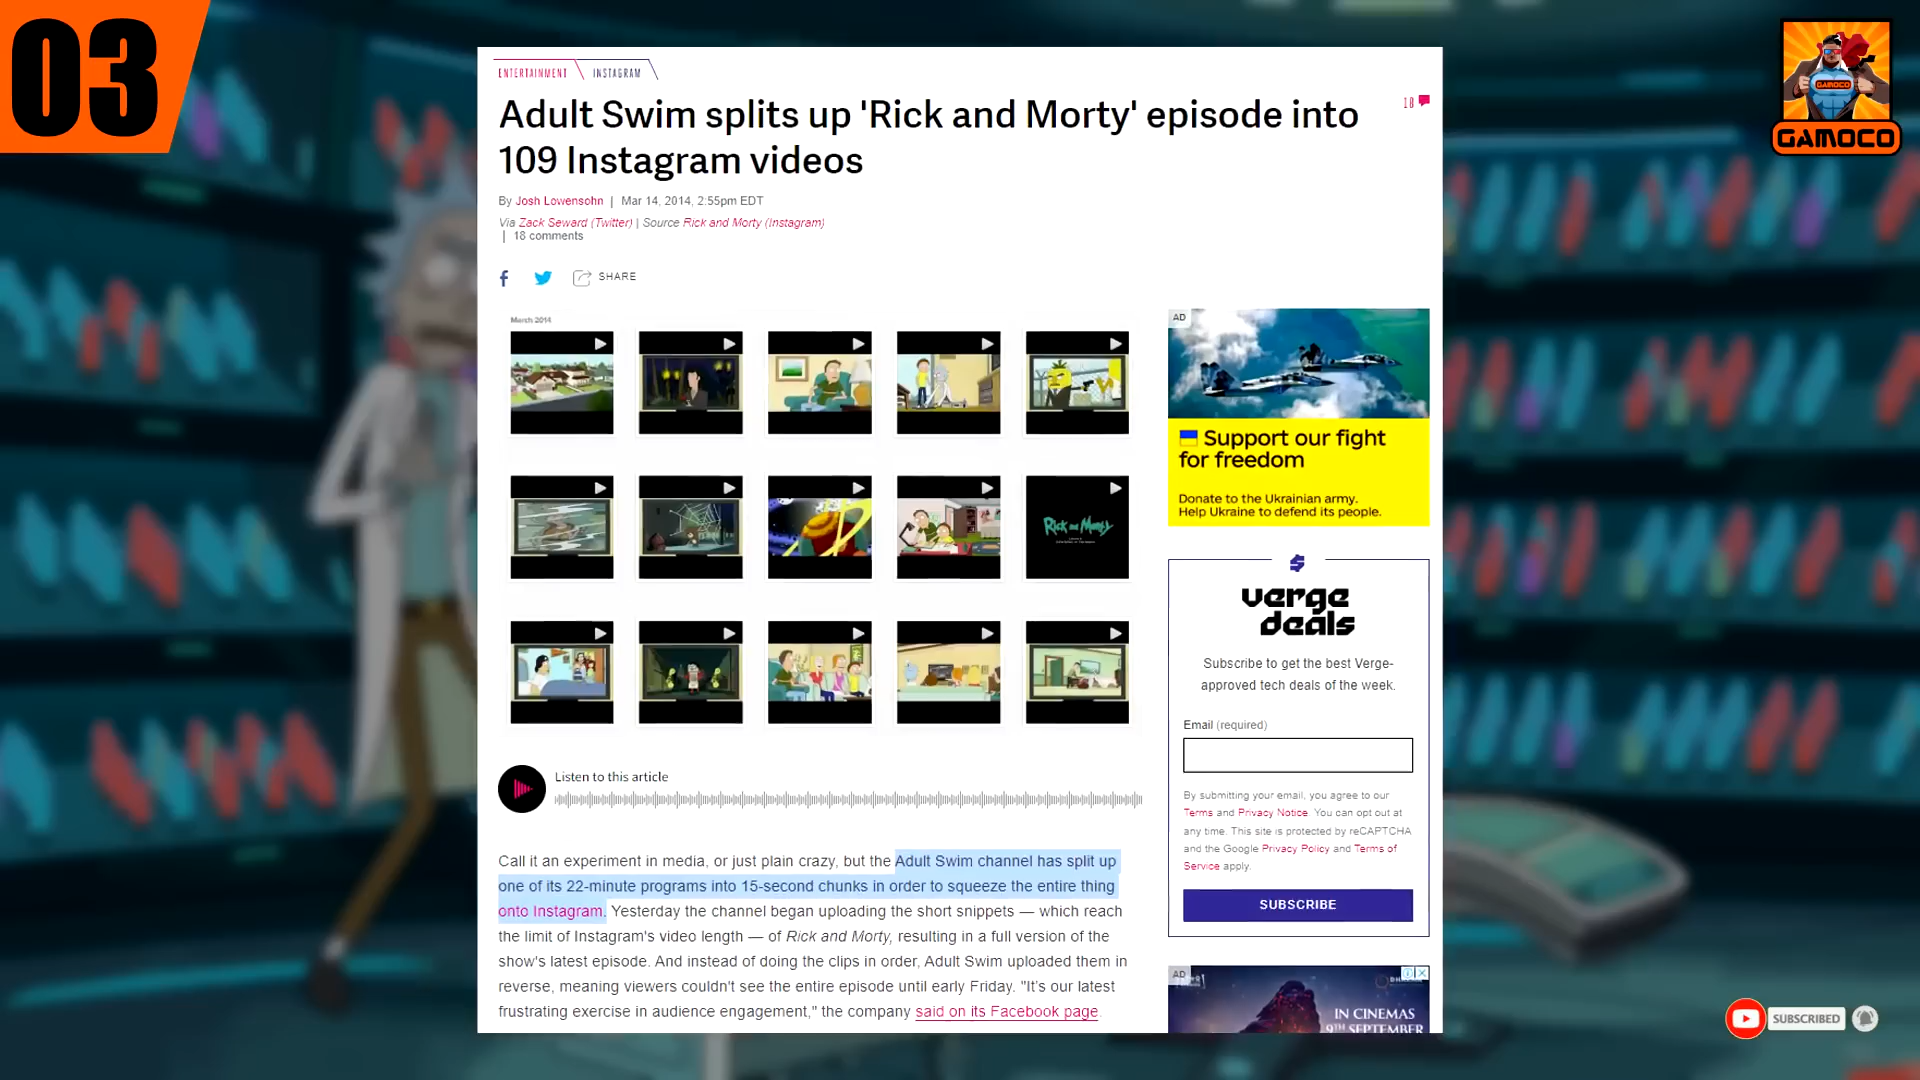 03
GAMOCO
GAMOCO
ENTERTAINMENT
INSTAGRAM
Adult Swim splits up 'Rick and Morty' episode into
109 Instagram videos
18
By Josh Lowensohn | Mar 14, 2014, 2:55pm EDT
Via Zack Seward (Twitter) | Source Rick and Morty (Instagram)
| 18 comments
SHARE
March 2014
Rick and Morty
Listen to this article
Call it an experiment in media, or just plain crazy, but the Adult Swim channel has split up
one of its 22-minute programs into 15-second chunks in order to squeeze the entire thing
onto Instagram. Yesterday the channel began uploading the short snippets — which reach
the limit of Instagram's video length — of Rick and Morty, resulting in a full version of the
show's latest episode. And instead of doing the clips in order, Adult Swim uploaded them in
reverse, meaning viewers couldn't see the entire episode until early Friday. "It's our latest
frustrating exercise in audience engagement," the company said on its Facebook page
AD
Support our fight
for freedom
Donate to the Ukrainian army.
Help Ukraine to defend its people.
verge
deals
Subscribe to get the best Verge-
approved tech deals of the week.
Email (required)
By submitting your email, you agree to our
Terms and Privacy Notice. You can opt out at
any time. This site is protected by reCAPTCHA
and the Google Privacy Policy and Terms of
Service apply.
SUBSCRIBE
AD
IN CINEMAS
9TH SEPTEMBER
SUBSCRIBED